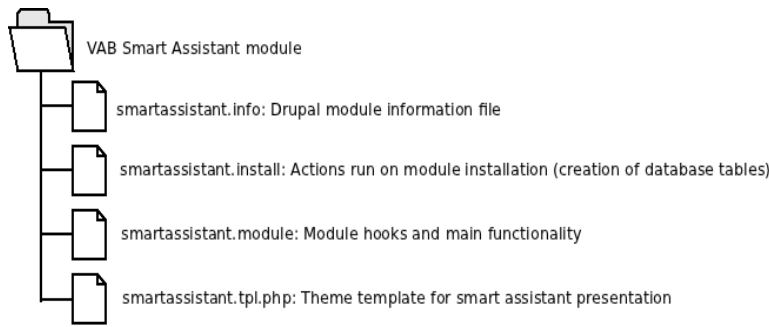 VAB Smart Assistant module
smartassistant.info: Drupal module information file
smartassistant.install: Actions run on module installation (creation of database tables)
smartassistant.module: Module hooks and main functionality
smartassistant.tpl.php: Theme template for smart assistant presentation